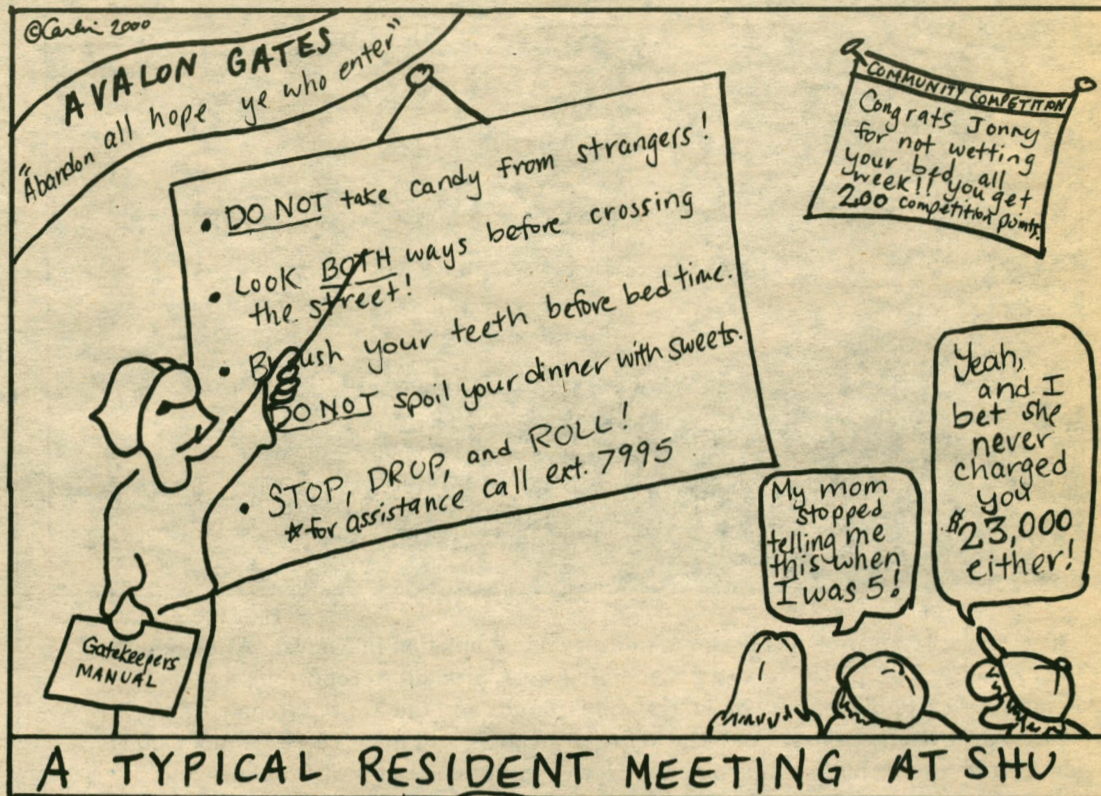 © 2000
AVALON GATES
"Abandon all hope ye who enter"
COMMUNITY COMPETITION
Congrats Jonny
for not wetting
your bed all
week!! you get
200 competition points.
• DO NOT take candy from strangers!
• Look BOTH ways before crossing
the street!
• Brush your teeth before bedtime.
DO NOT spoil your dinner with sweets.
• STOP, DROP, and ROLL!
*for assistance call ext. 7995
Gatekeepers
MANUAL
My mom
stopped
telling me
this when
I was 5!
Yeah,
and I
bet she
never
charged
you
$23,000
either!
A TYPICAL RESIDENT MEETING AT SHU